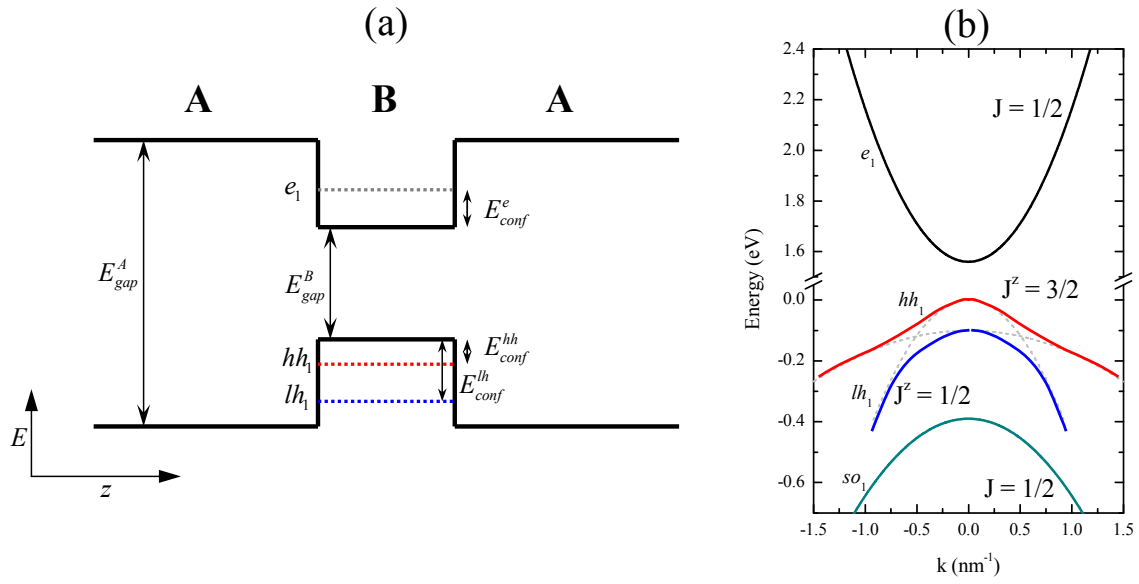 (a)
A B A
e₁
E^e_conf
E^A_gap
E^B_gap
hh₁
E^hh_conf
lh₁
E^lh_conf
E
z
(b)
2.4
2.2
2.0
1.8
1.6
0.0
-0.2
-0.4
-0.6
Energy (eV)
J = 1/2
e₁
J^z = 3/2
hh₁
lh₁
J^z = 1/2
so₁
J = 1/2
-1.5 -1.0 -0.5 0.0 0.5 1.0 1.5
k (nm⁻¹)